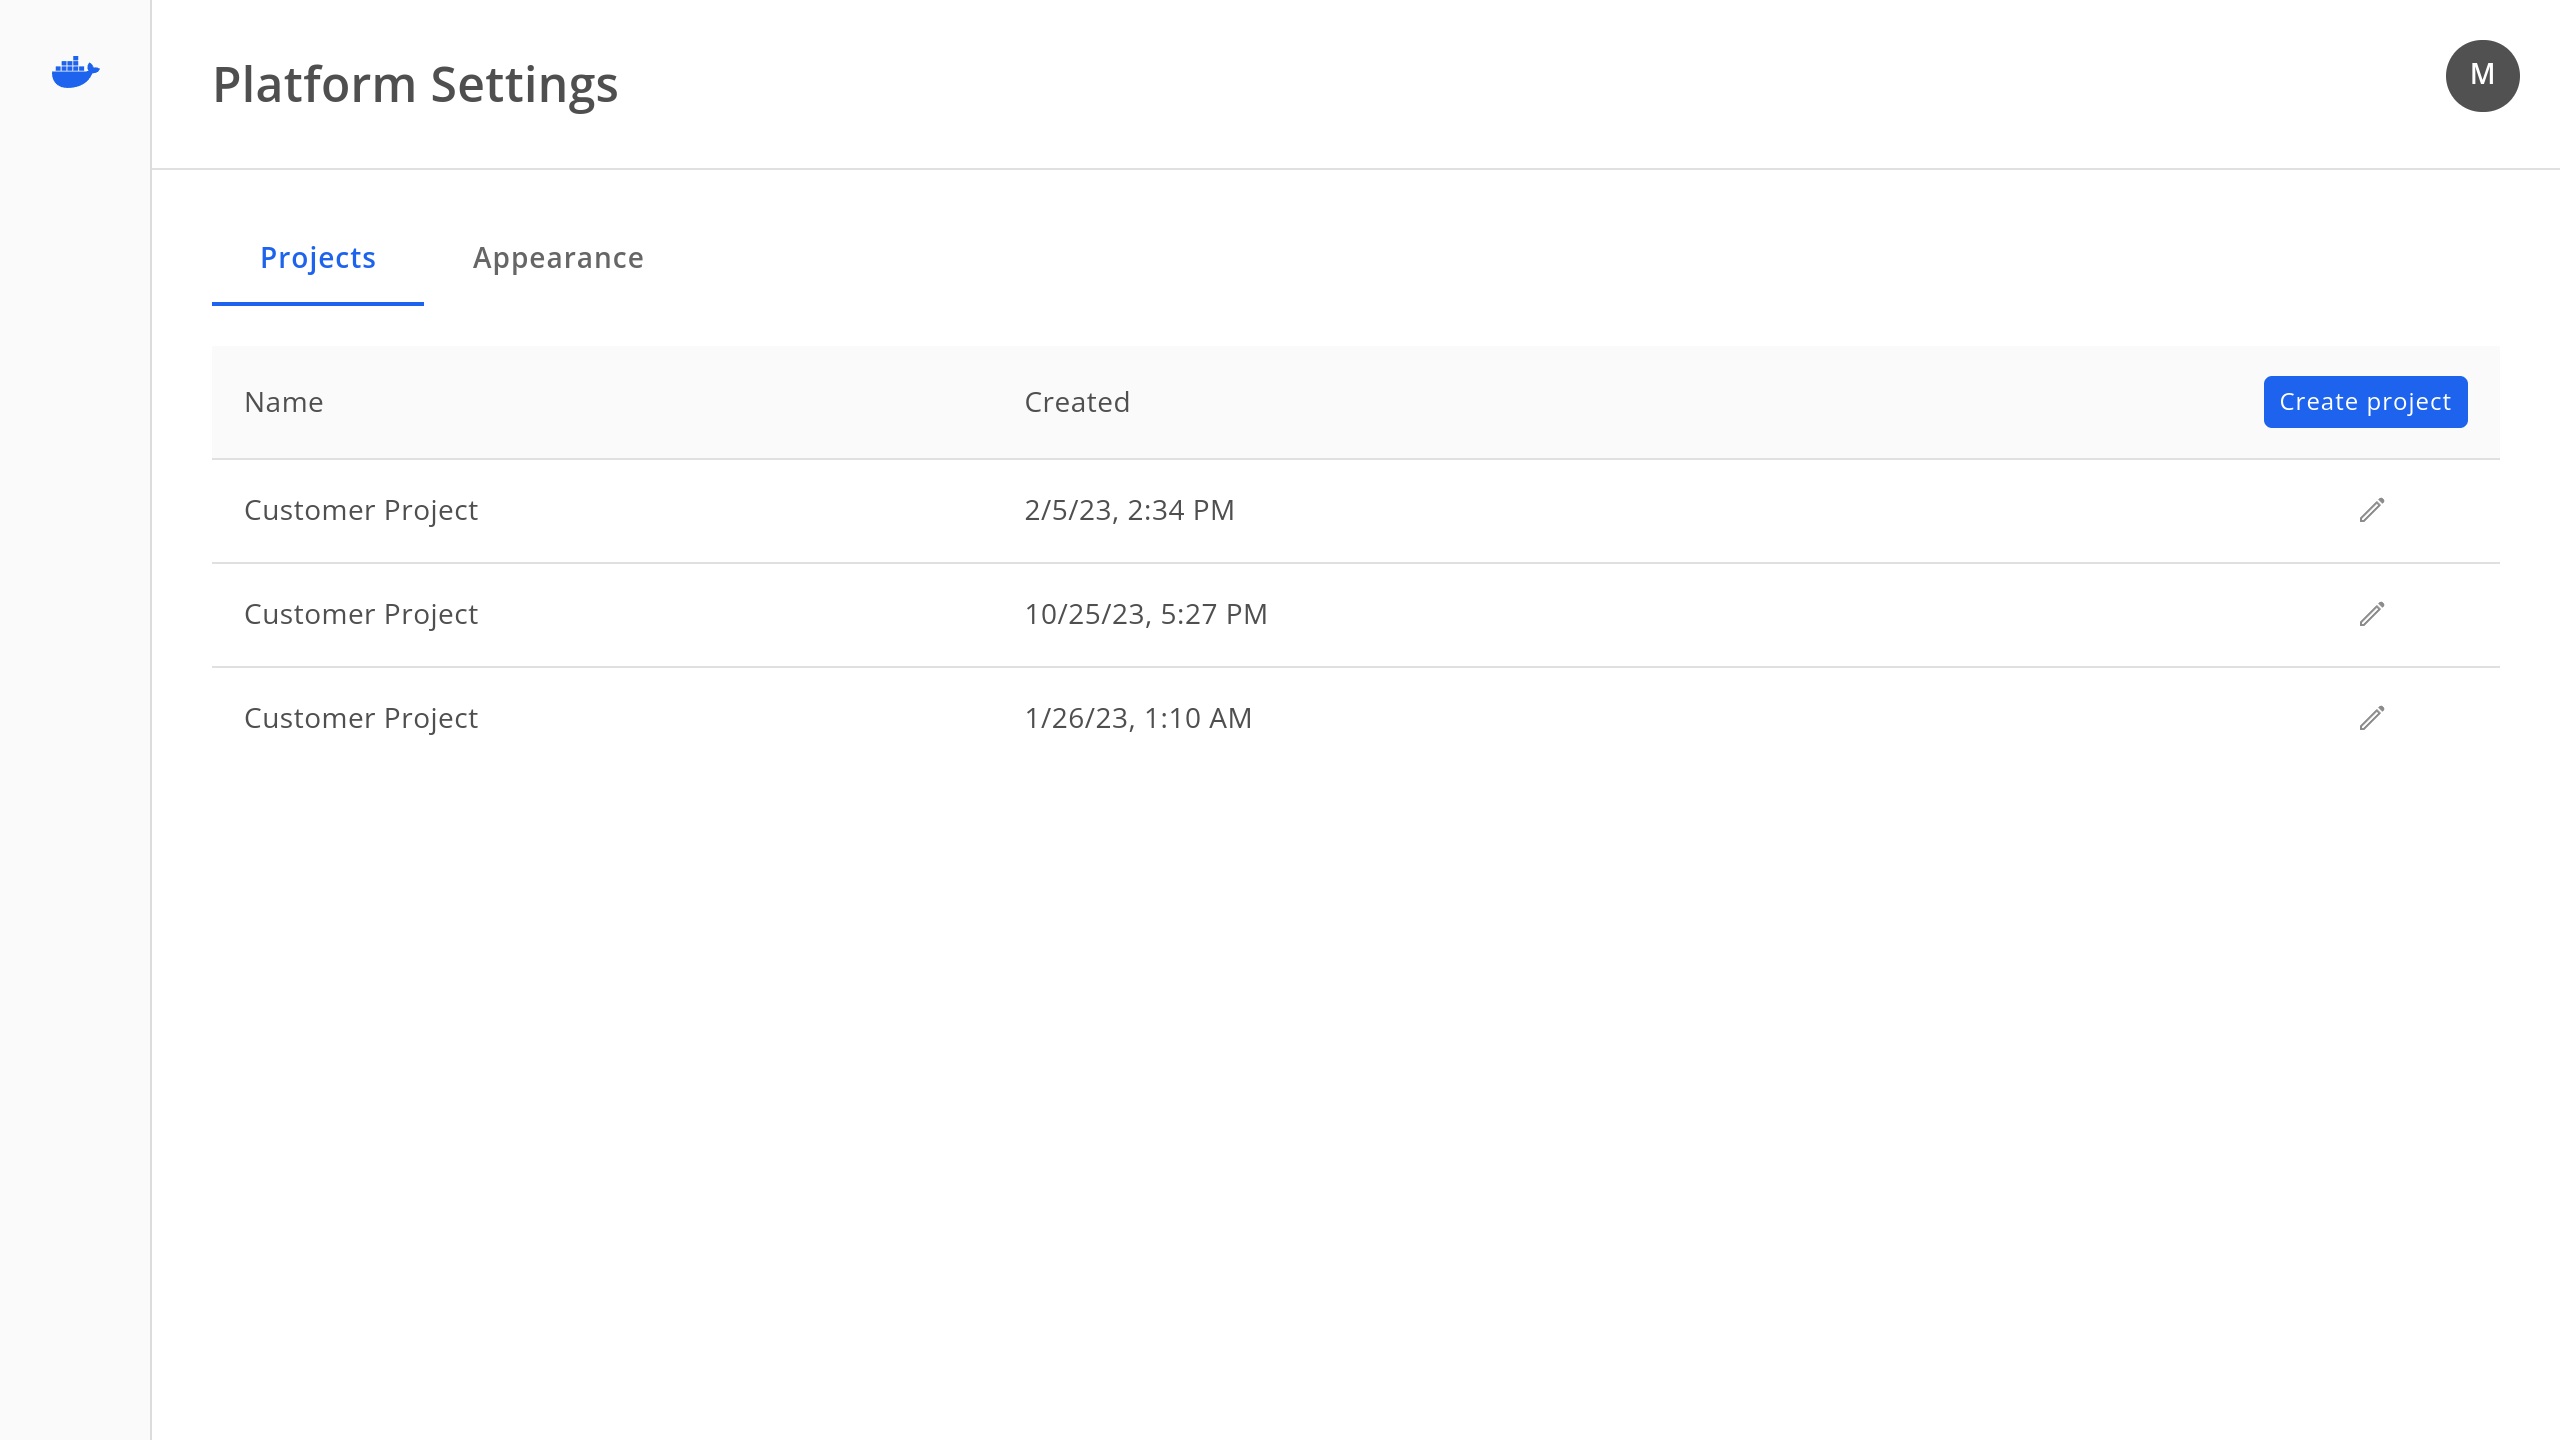 Platform Settings
M
Projects
Appearance
Name
Created
Create project
Customer Project
2/5/23, 2:34 PM
Customer Project
10/25/23, 5:27 PM
Customer Project
1/26/23, 1:10 AM